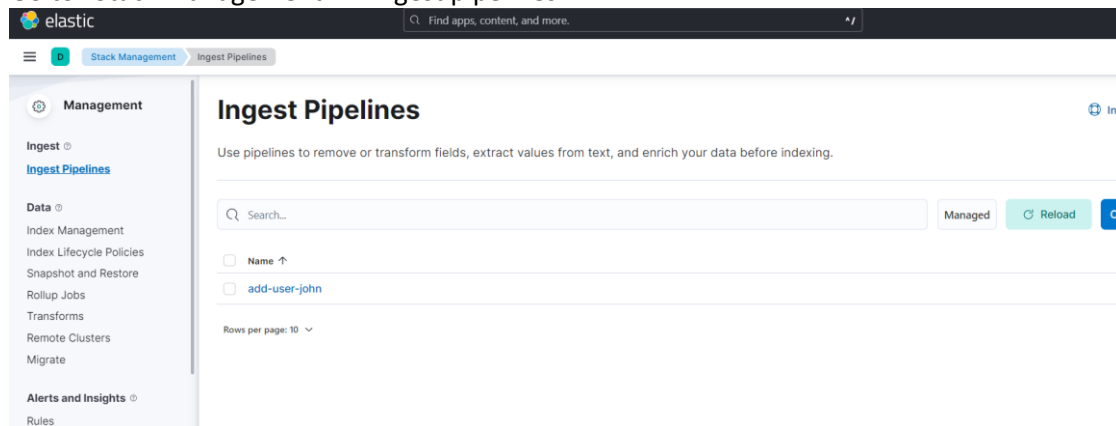 elastic
Find apps, content, and more.
^/
D
Stack Management
Ingest Pipelines
Management
Ingest
Ingest Pipelines
Data
Index Management
Index Lifecycle Policies
Snapshot and Restore
Rollup Jobs
Transforms
Remote Clusters
Migrate
Alerts and Insights
Rules
Ingest Pipelines
In
Use pipelines to remove or transform fields, extract values from text, and enrich your data before indexing.
Search...
Managed
Reload
Name ↑
add-user-john
Rows per page: 10